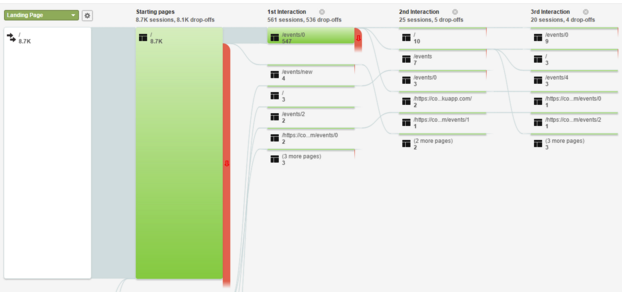 Landing Page
Starting pages
8.7K sessions, 8.1K drop-offs
1st Interaction
561 sessions, 536 drop-offs
2nd Interaction
25 sessions, 5 drop-offs
3rd Interaction
20 sessions, 4 drop-offs
/
8.7K
/
8.7K
/events/0
547
/events/new
4
/
3
/events/2
2
/https://co...m/events/0
2
(3 more pages)
3
/
10
/events
7
/events/0
3
/https://co...kuapp.com/
2
/https://co...m/events/1
1
(2 more pages)
2
/events/0
9
/
3
/events/4
3
/https://co...m/events/0
1
/https://co...m/events/2
1
(3 more pages)
3